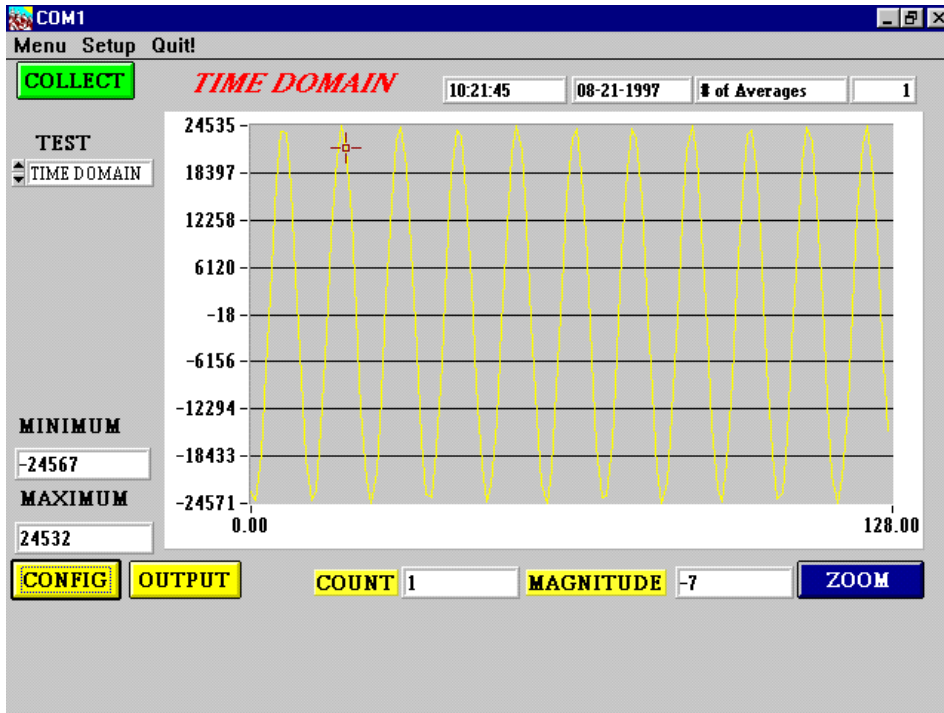 COM1
Menu Setup Quit!
COLLECT
TIME DOMAIN
10:21:45
08-21-1997
# of Averages
1
TEST
TIME DOMAIN
24535
18397
12258
6120
-18
-6156
-12294
-18433
-24571
0.00
128.00
MINIMUM
-24567
MAXIMUM
24532
CONFIG
OUTPUT
COUNT
1
MAGNITUDE
-7
ZOOM